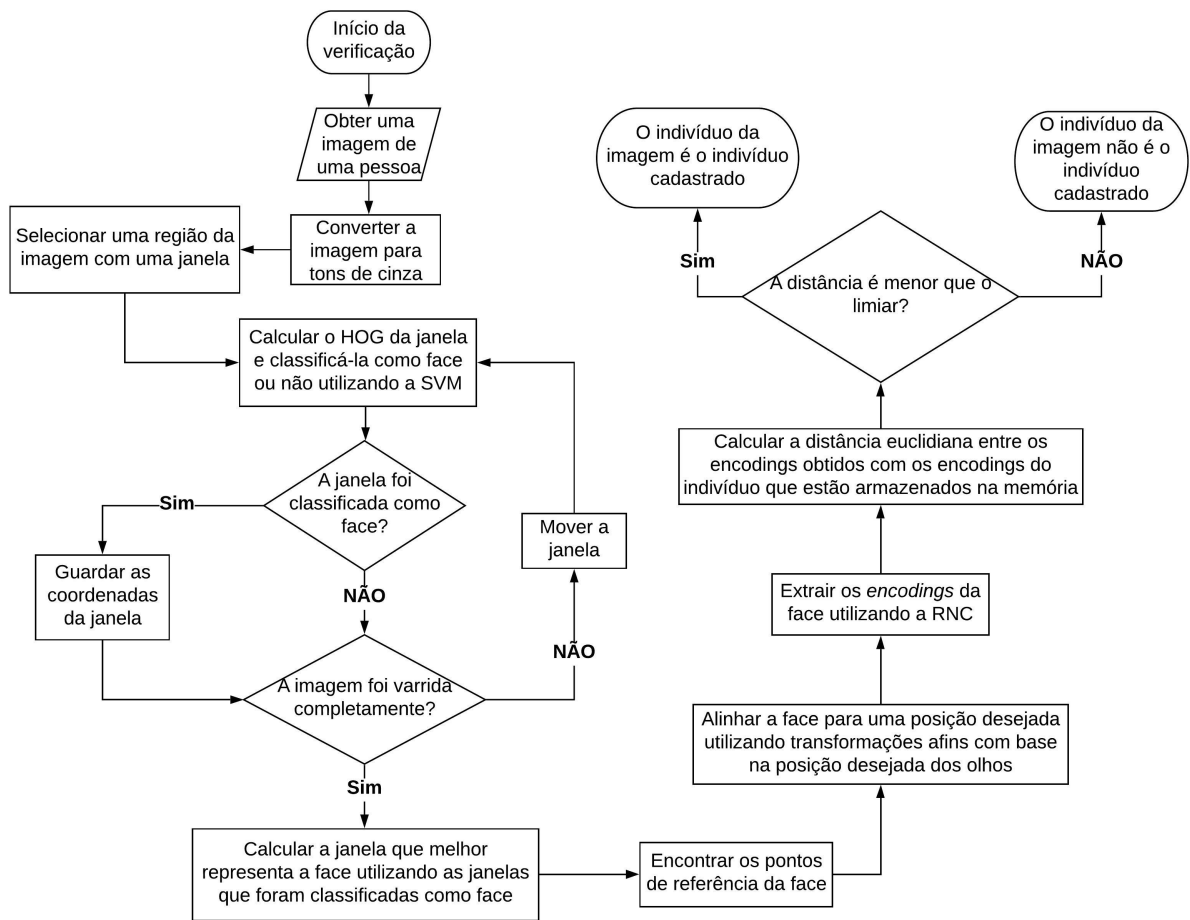 Início da
verificação
Obter uma
imagem de
uma pessoa
Converter a
imagem para
tons de cinza
Selecionar uma região da
imagem com uma janela
Calcular o HOG da janela
e classificá-la como face
ou não utilizando a SVM
A janela foi
classificada como
face?
Sim
Guardar as
coordenadas
da janela
NÃO
A imagem foi varrida
completamente?
NÃO
Mover a
janela
Sim
Calcular a janela que melhor
representa a face utilizando as janelas
que foram classificadas como face
Encontrar os pontos
de referência da face
Alinhar a face para uma posição desejada
utilizando transformações afins com base
na posição desejada dos olhos
Extrair os encodings da
face utilizando a RNC
Calcular a distância euclidiana entre os
encodings obtidos com os encodings do
indivíduo que estão armazenados na memória
A distância é menor que o
limiar?
Sim
O indivíduo da
imagem é o indivíduo
cadastrado
NÃO
O indivíduo da
imagem não é o
indivíduo
cadastrado